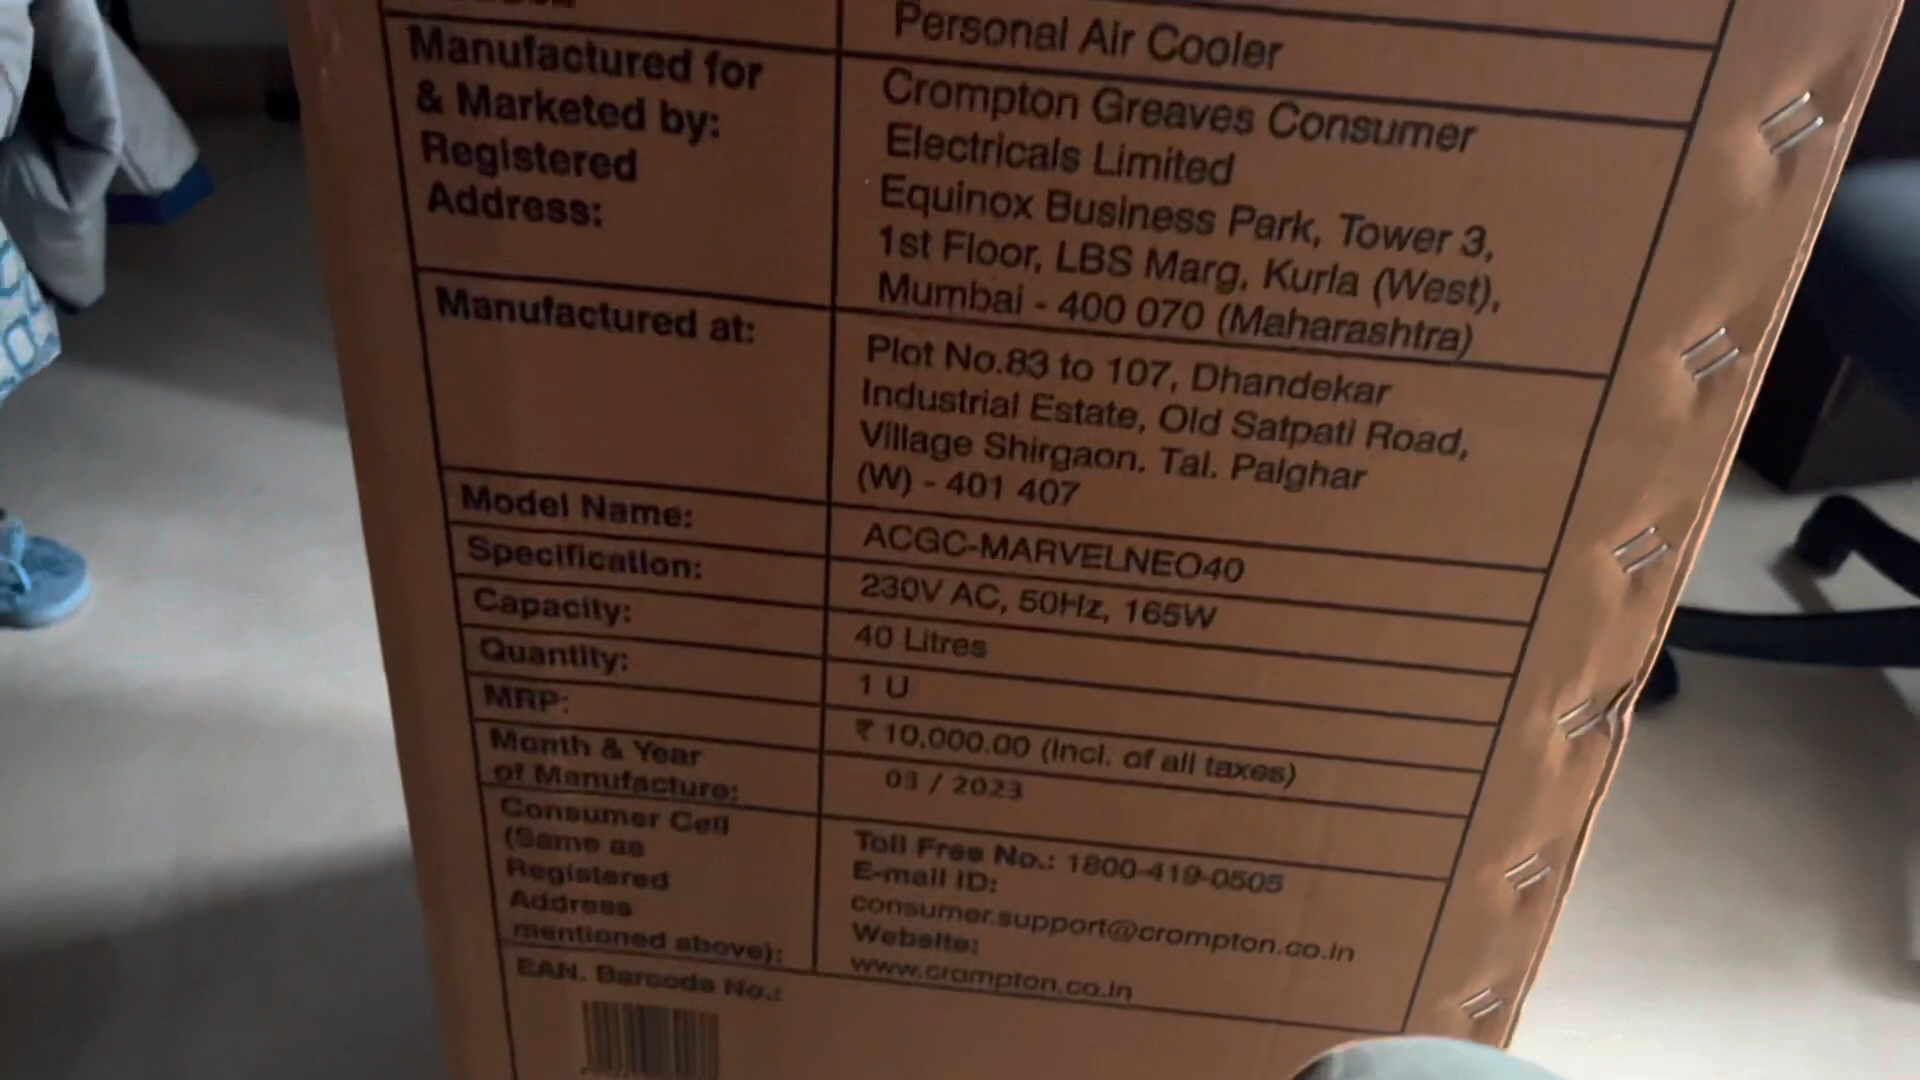 Personal Air Cooler
Manufactured for
& Marketed by:
Registered
Address:
Crompton Greaves Consumer
Electricals Limited
Equinox Business Park, Tower 3,
1st Floor, LBS Marg, Kurla (West),
Mumbai - 400 070 (Maharashtra)
Manufactured at:
Plot No.83 to 107, Dhandekar
Industrial Estate, Old Satpati Road,
Village Shirgaon. Tal. Palghar
(W) - 401 407
Model Name:
ACGC-MARVELNEO40
Specification:
230V AC, 50Hz, 165W
Capacity:
40 Litres
Quantity:
1 U
MRP:
₹ 10,000.00 (Incl. of all taxes)
Month & Year
of Manufacture:
03 / 2023
Consumer Cell
(Same as
Registered
Address
mentioned above):
Toll Free No.: 1800-419-0505
E-mail ID:
consumer.support@crompton.co.in
Website:
www.crompton.co.in
EAN. Barcode No.: